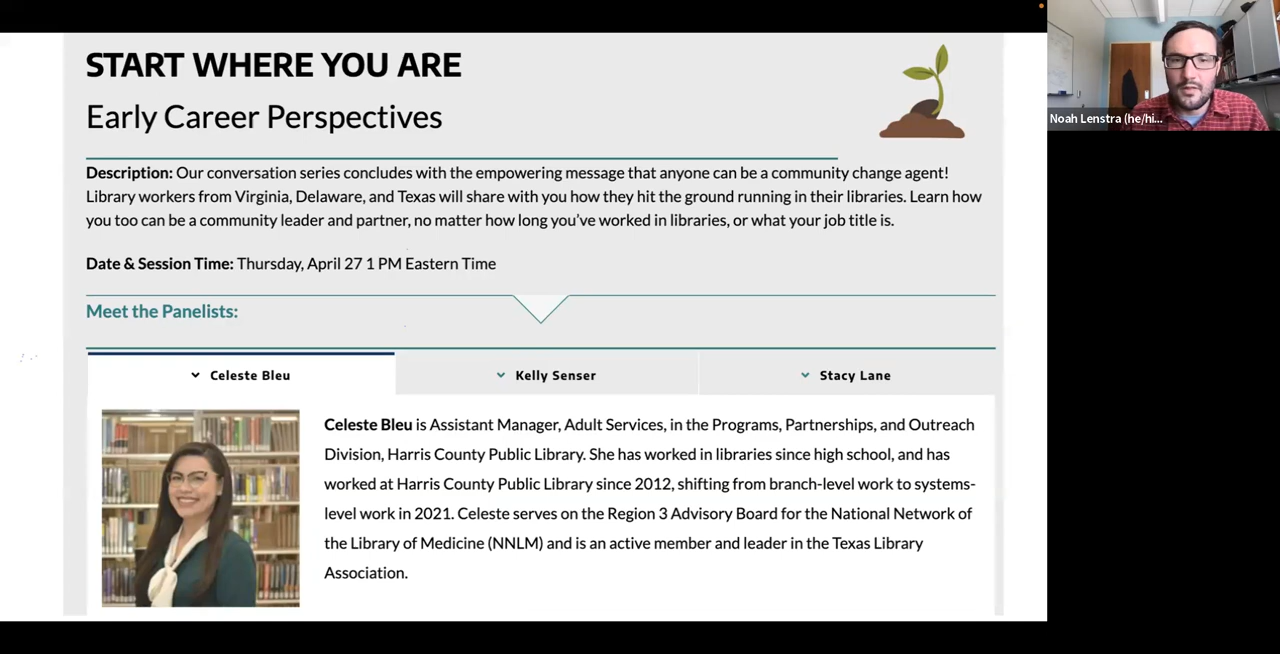 START WHERE YOU ARE
Early Career Perspectives
Description: Our conversation series concludes with the empowering message that anyone can be a community change agent!
Library workers from Virginia, Delaware, and Texas will share with you how they hit the ground running in their libraries. Learn how
you too can be a community leader and partner, no matter how long you’ve worked in libraries, or what your job title is.
Date & Session Time: Thursday, April 27 1 PM Eastern Time
Meet the Panelists:
Celeste Bleu
Kelly Senser
Stacy Lane
Celeste Bleu is Assistant Manager, Adult Services, in the Programs, Partnerships, and Outreach
Division, Harris County Public Library. She has worked in libraries since high school, and has
worked at Harris County Public Library since 2012, shifting from branch-level work to systems-
level work in 2021. Celeste serves on the Region 3 Advisory Board for the National Network of
the Library of Medicine (NNLM) and is an active member and leader in the Texas Library
Association.
Noah Lenstra (he/hi...